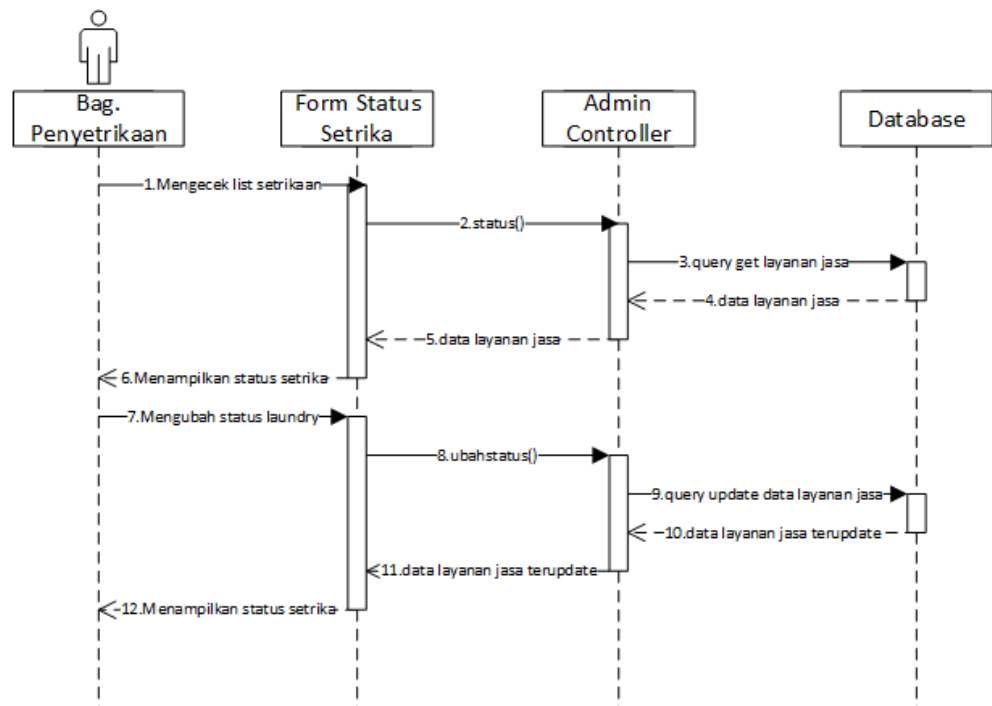 Bag.
Penyetrikaan
Form Status
Setrika
Admin
Controller
Database
1.Mengecek list setrikaan
2.status()
3.query get layanan jasa
4.data layanan jasa
5.data layanan jasa
6.Menampilkan status setrika
7.Mengubah status laundry
8.ubahstatus()
9.query update data layanan jasa
10.data layanan jasa terupdate
11.data layanan jasa terupdate
12.Menampilkan status setrika